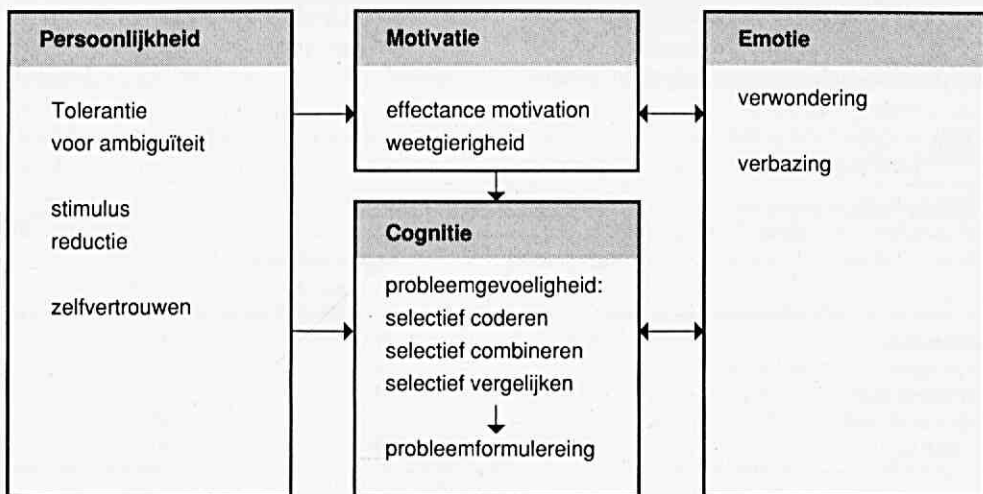 Persoonlijkheid
Tolerantie
voor ambiguïteit
stimulus
reductie
zelfvertrouwen
Motivatie
effectance motivation
weetgierigheid
Cognitie
probleemgevoeligheid:
selectief coderen
selectief combineren
selectief vergelijken
probleemformulereing
Emotie
verwondering
verbazing